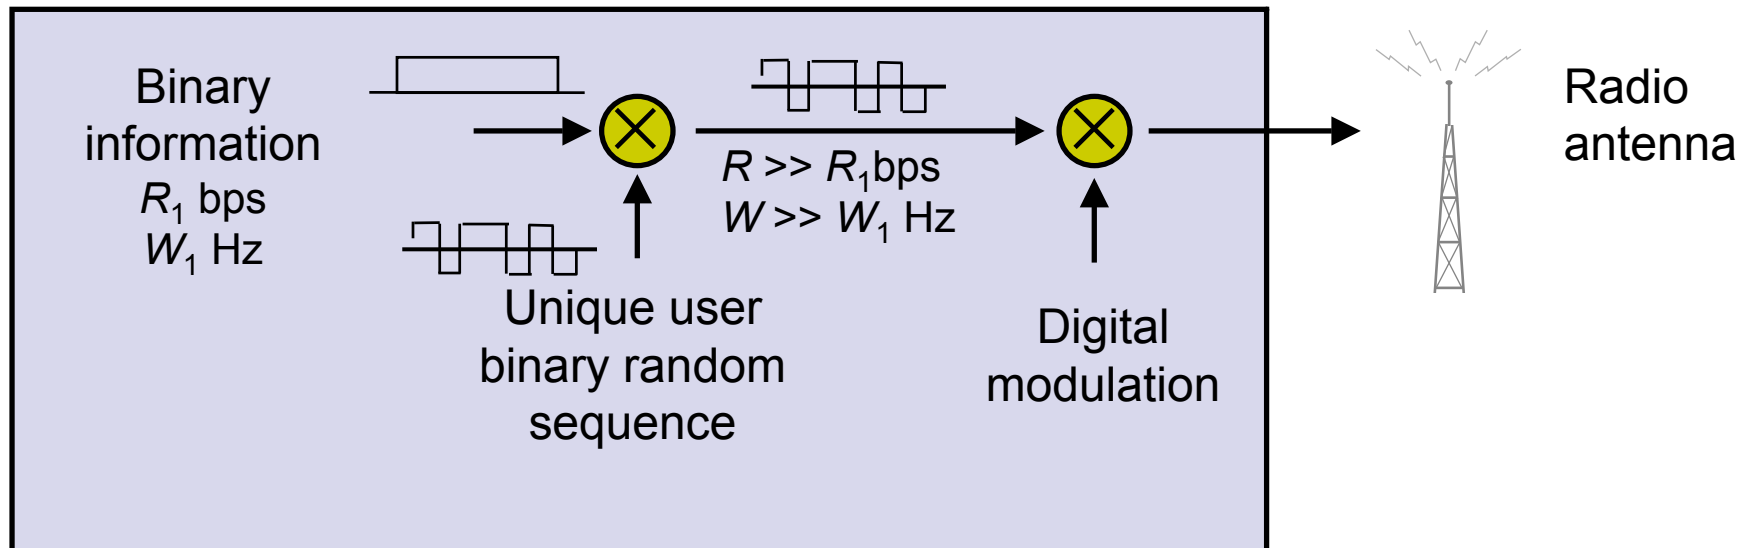 Binary
information
R₁ bps
W₁ Hz
R >> R₁bps
W >> W₁ Hz
Unique user
binary random
sequence
Digital
modulation
Radio
antenna